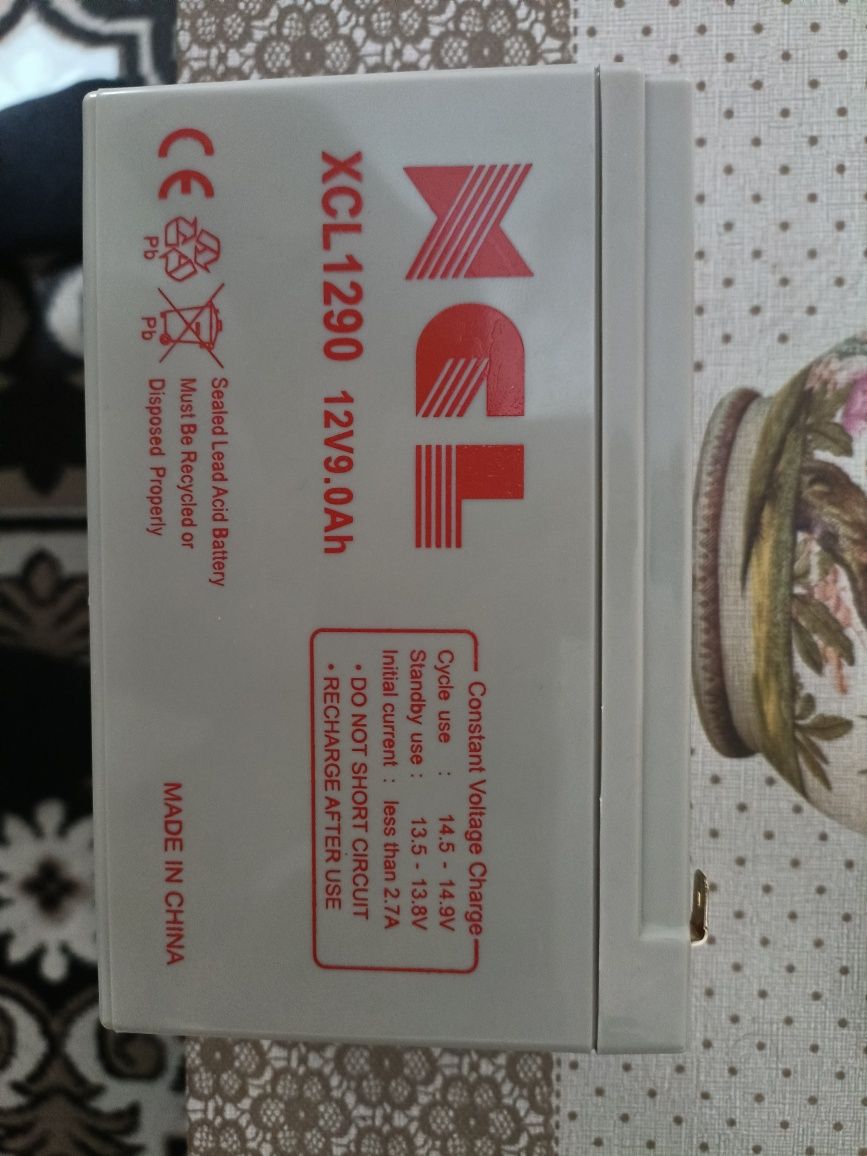 XCL
XCL1290 12V9.0Ah
CE
Pb
Pb
Sealed Lead Acid Battery
Must Be Recycled or
Disposed Properly
Constant Voltage Charge
Cycle use : 14.5 - 14.9V
Standby use : 13.5 - 13.8V
Initial current : less than 2.7A
• DO NOT SHORT CIRCUIT
• RECHARGE AFTER USE
MADE IN CHINA